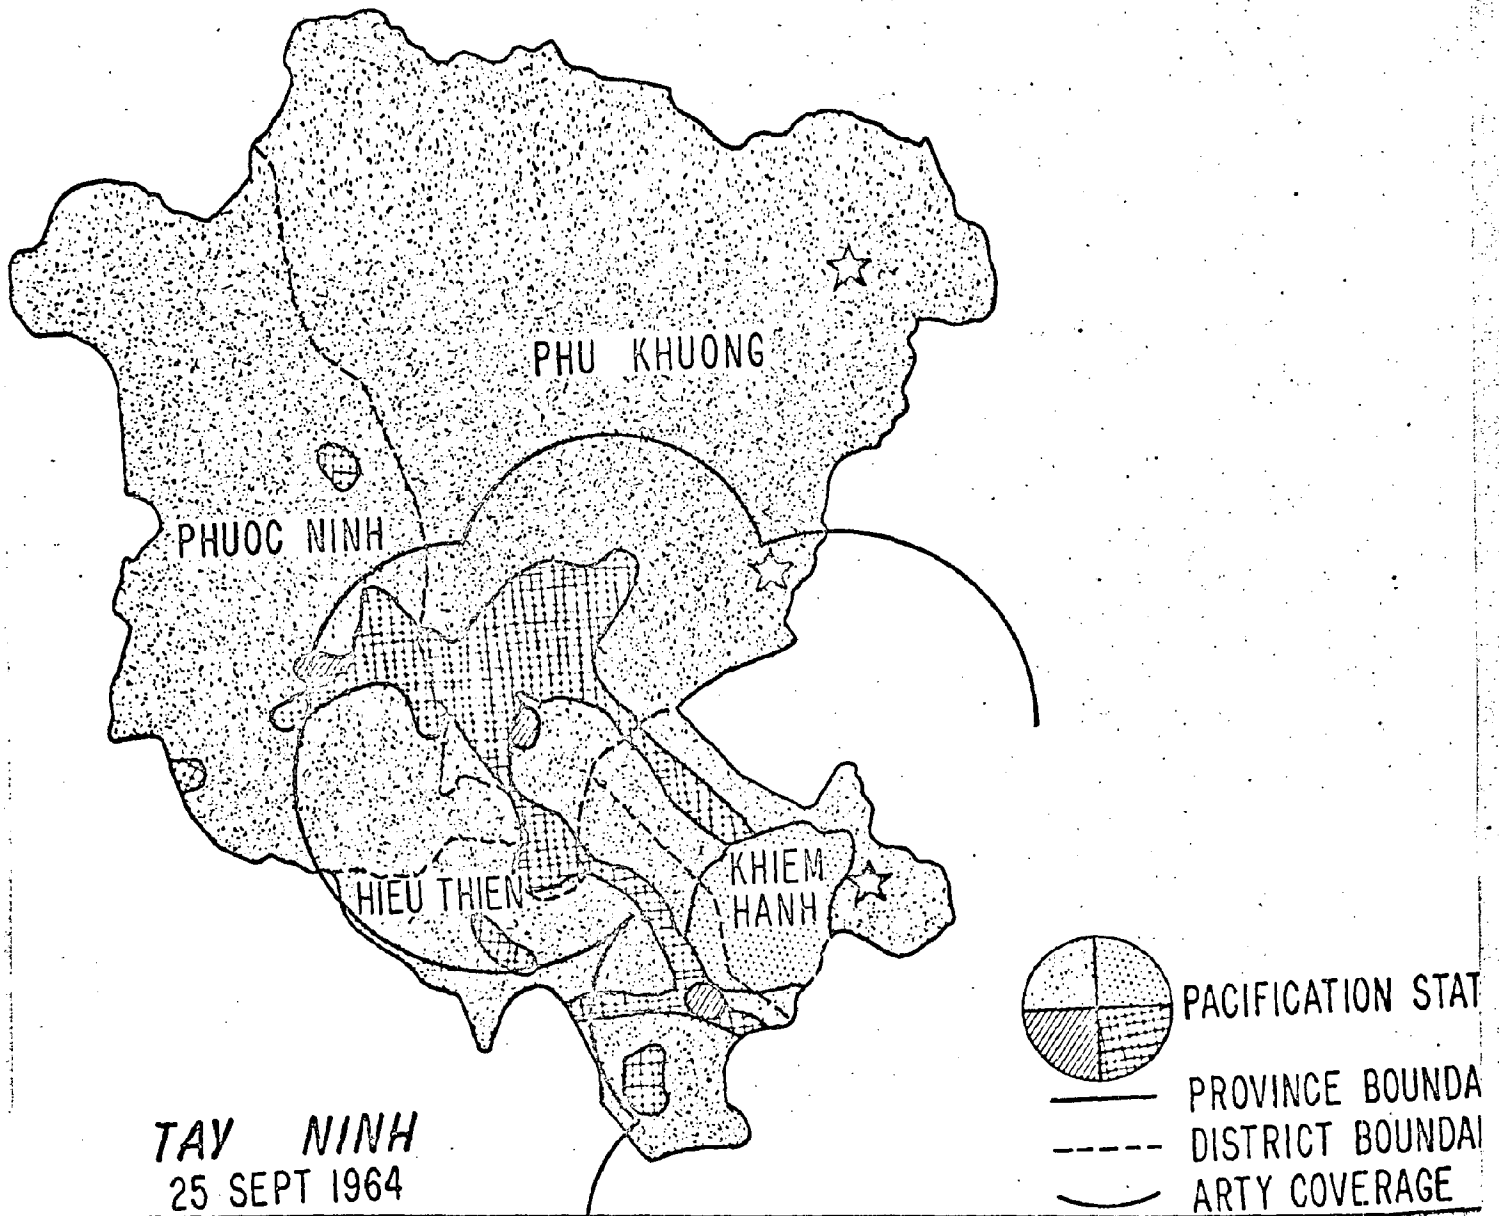 PHU KHUONG
PHUOC NINH
HIEU THIEN
KHIEM
HANH
PACIFICATION STAT
PROVINCE BOUNDA
DISTRICT BOUNDA
ARTY COVERAGE
TAY NINH
25 SEPT 1964